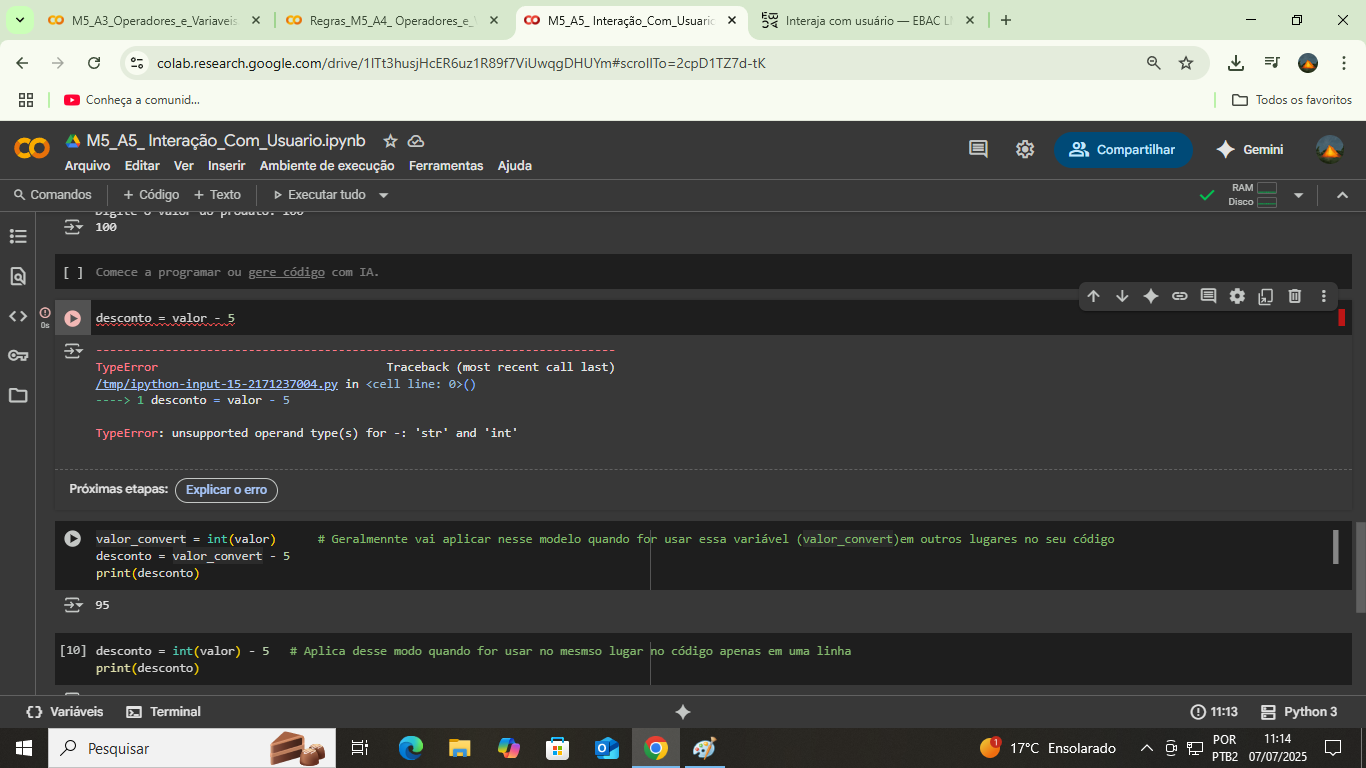 M5_A3_Operadores_e_Variaveis
Regras_M5_A4_ Operadores_e_
M5_A5_ Interação_Com_Usuario
Interaja com usuário — EBAC L
colab.research.google.com/drive/1lTt3husjHcER6uz1R89f7ViUwqgDHUYm#scrollTo=2cpD1TZ7d-tK
Conheça a comunid...
Todos os favoritos
M5_A5_ Interação_Com_Usuario.ipynb
Arquivo Editar Ver Inserir Ambiente de execução Ferramentas Ajuda
Compartilhar
Gemini
Comandos + Código + Texto Executar tudo
RAM
Disco
Digite o valor do produto: 100
100
[ ] Comece a programar ou gere código com IA.
0s
desconto = valor - 5
---------------------------------------------------------------------------
TypeError Traceback (most recent call last)
/tmp/ipython-input-15-2171237004.py in <cell line: 0>()
----> 1 desconto = valor - 5
TypeError: unsupported operand type(s) for -: 'str' and 'int'
Próximas etapas: Explicar o erro
valor_convert = int(valor) # Geralmennte vai aplicar nesse modelo quando for usar essa variável (valor_convert)em outros lugares no seu código
desconto = valor_convert - 5
print(desconto)
95
[10] desconto = int(valor) - 5 # Aplica desse modo quando for usar no mesmso lugar no código apenas em uma linha
print(desconto)
Variáveis Terminal
11:13 Python 3
Pesquisar
1
17°C Ensolarado
POR
PTB2
11:14
07/07/2025